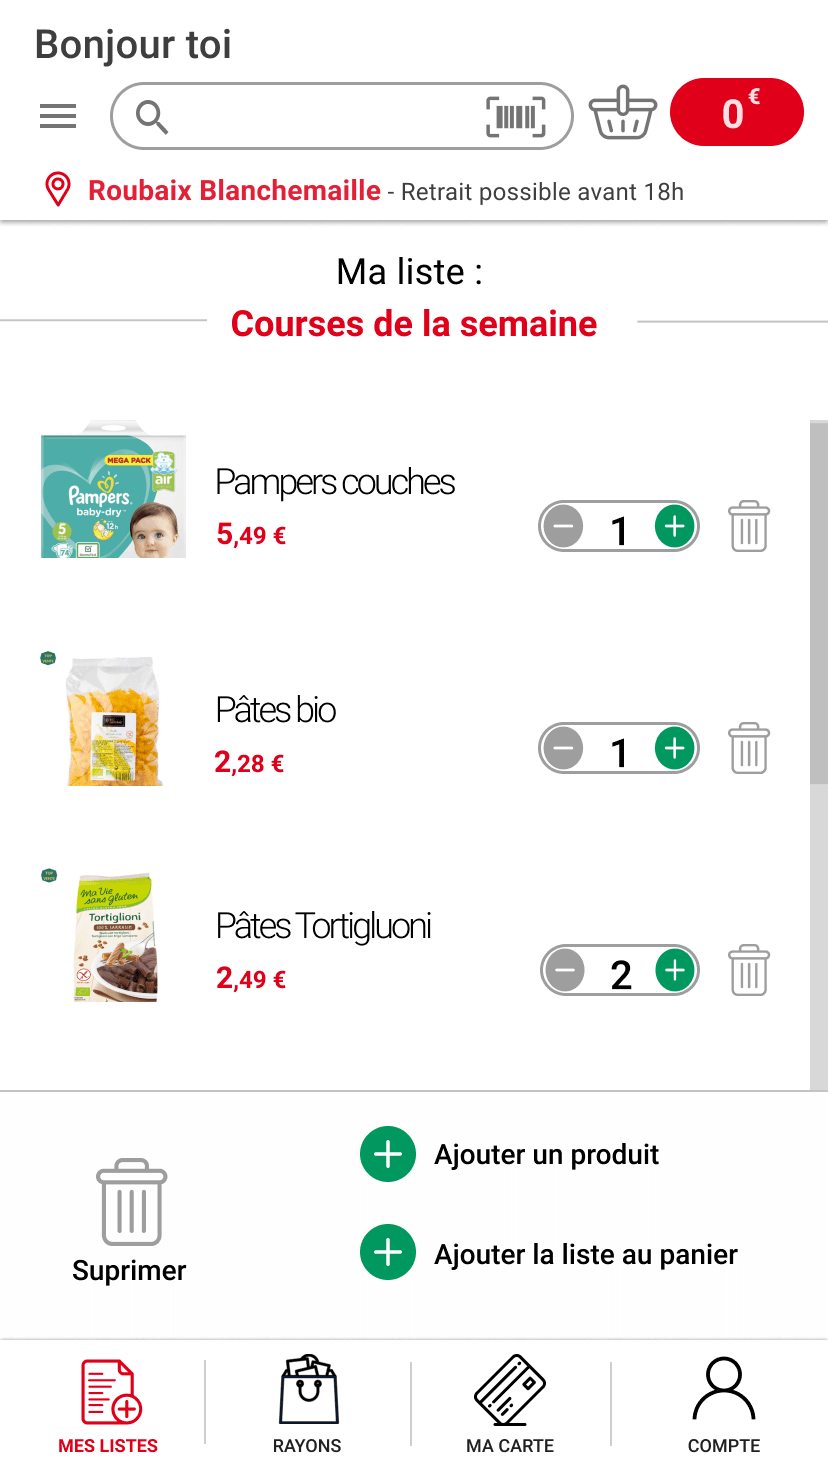 Bonjour toi
0 €
Roubaix Blanchemaille - Retrait possible avant 18h
Ma liste :
Courses de la semaine
MEGA PACK
air
Pampers
baby-dry
12h
5
74
Pampers couches
5,49 €
1
Pâtes bio
2,28 €
1
Ma Vie
sans gluten
Tortiglioni
Pâtes Tortigluoni
2,49 €
2
Ajouter un produit
Ajouter la liste au panier
Suprimer
MES LISTES
RAYONS
MA CARTE
COMPTE